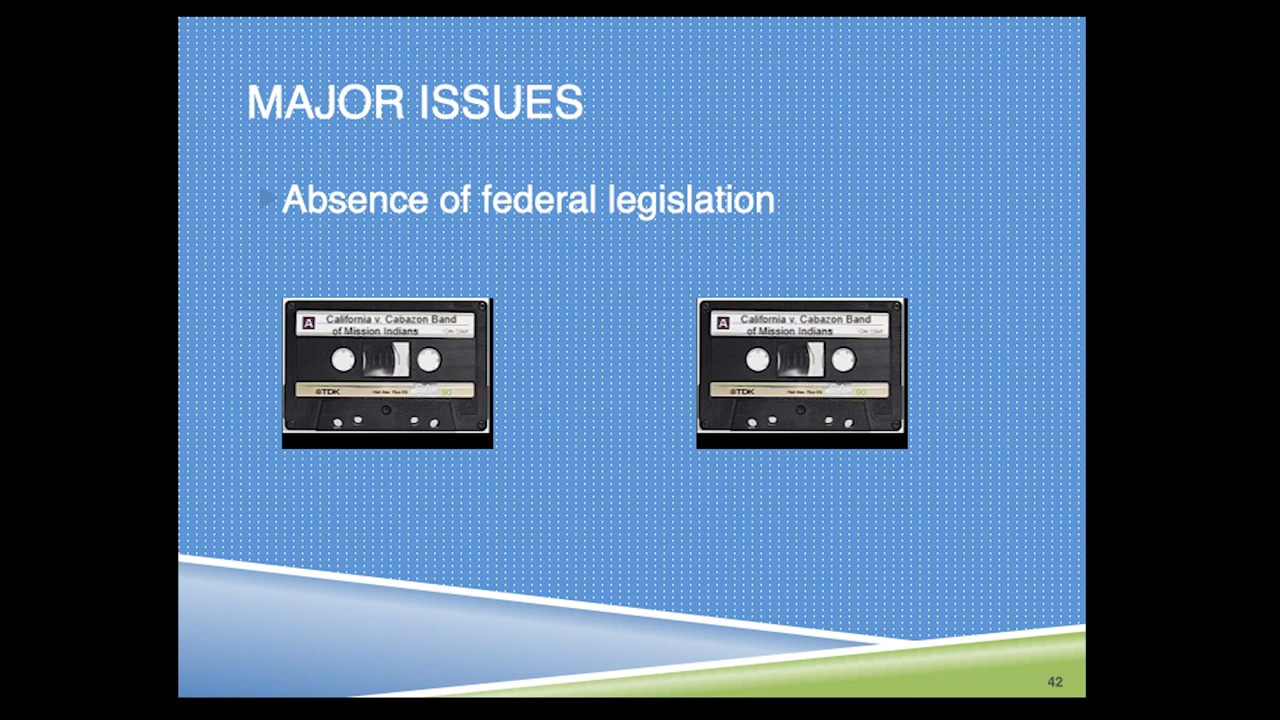 MAJOR ISSUES
Absence of federal legislation
A
California v. Cabazon Band
of Mission Indians
TDK
90
A
California v. Cabazon Band
of Mission Indians
TDK
90
42